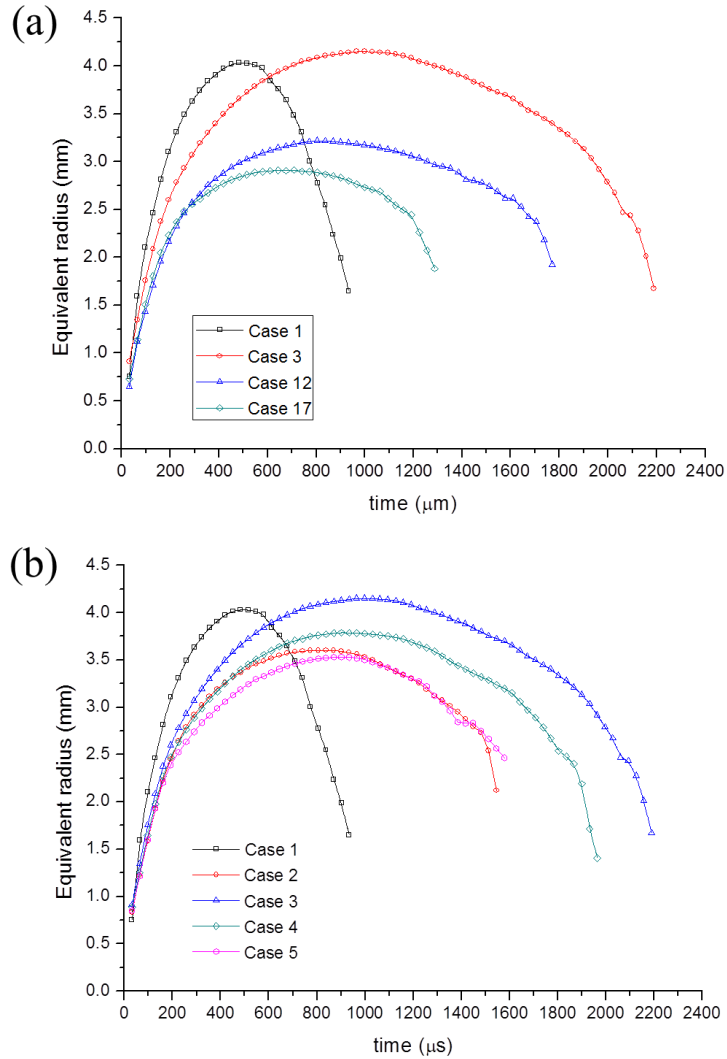 (a)
4.5
4.0
3.5
3.0
2.5
2.0
1.5
1.0
0.5
0.0
Equivalent radius (mm)
Case 1
Case 3
Case 12
Case 17
0 200 400 600 800 1000 1200 1400 1600 1800 2000 2200 2400
time (μm)
(b)
4.5
4.0
3.5
3.0
2.5
2.0
1.5
1.0
0.5
0.0
Equivalent radius (mm)
Case 1
Case 2
Case 3
Case 4
Case 5
0 200 400 600 800 1000 1200 1400 1600 1800 2000 2200 2400
time (μs)